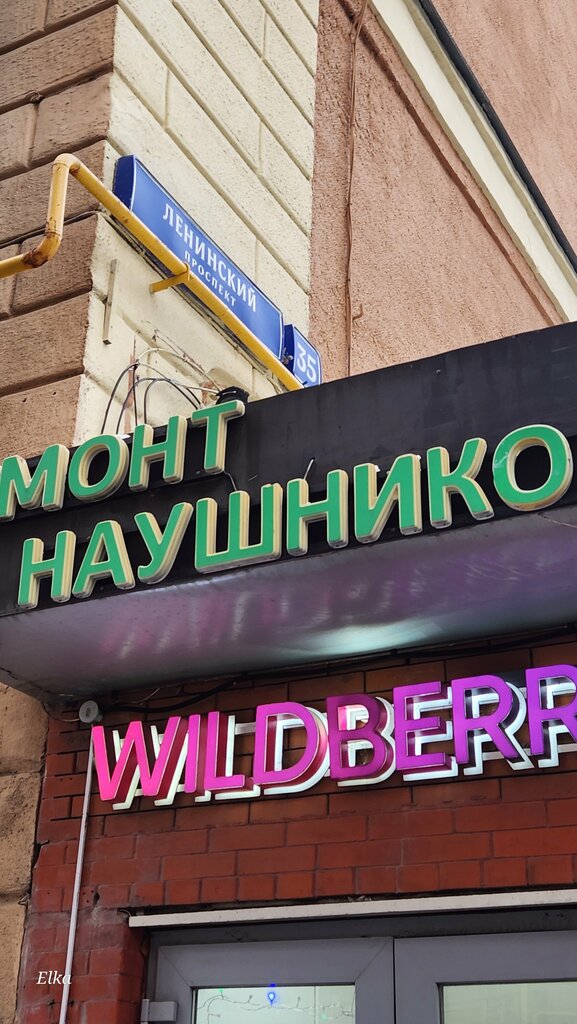 ЛЕНИНСКИЙ
ПРОСПЕКТ
35
МОНТ
НАУШНИКО
WILDBERR
Elka